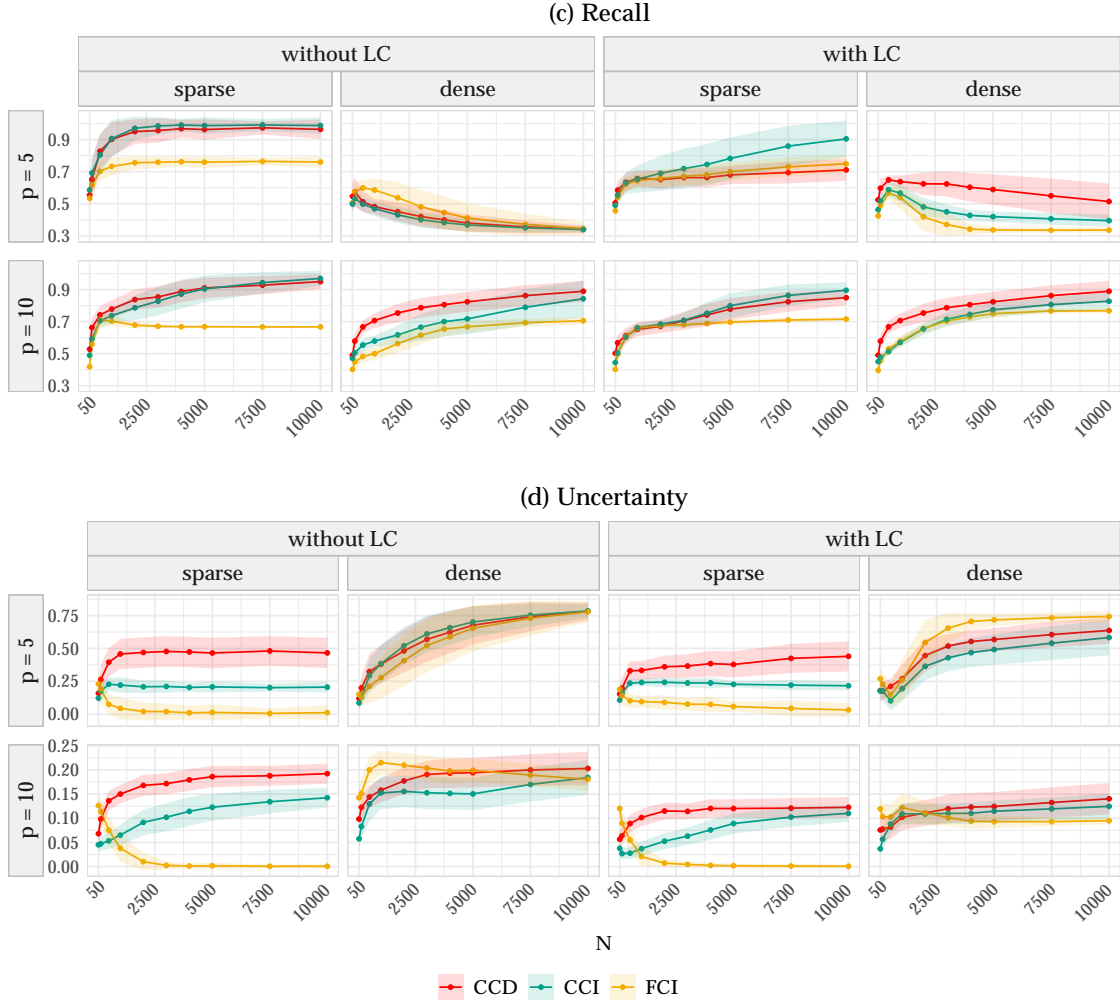 (c) Recall
without LC
with LC
sparse
dense
sparse
dense
p = 5
0.9
0.7
0.5
0.3
p = 10
0.9
0.7
0.5
0.3
50
2500
5000
7500
10000
50
2500
5000
7500
10000
50
2500
5000
7500
10000
50
2500
5000
7500
10000
(d) Uncertainty
without LC
with LC
sparse
dense
sparse
dense
p = 5
0.75
0.50
0.25
0.00
p = 10
0.25
0.20
0.15
0.10
0.05
0.00
50
2500
5000
7500
10000
50
2500
5000
7500
10000
50
2500
5000
7500
10000
50
2500
5000
7500
10000
N
CCD CCI FCI